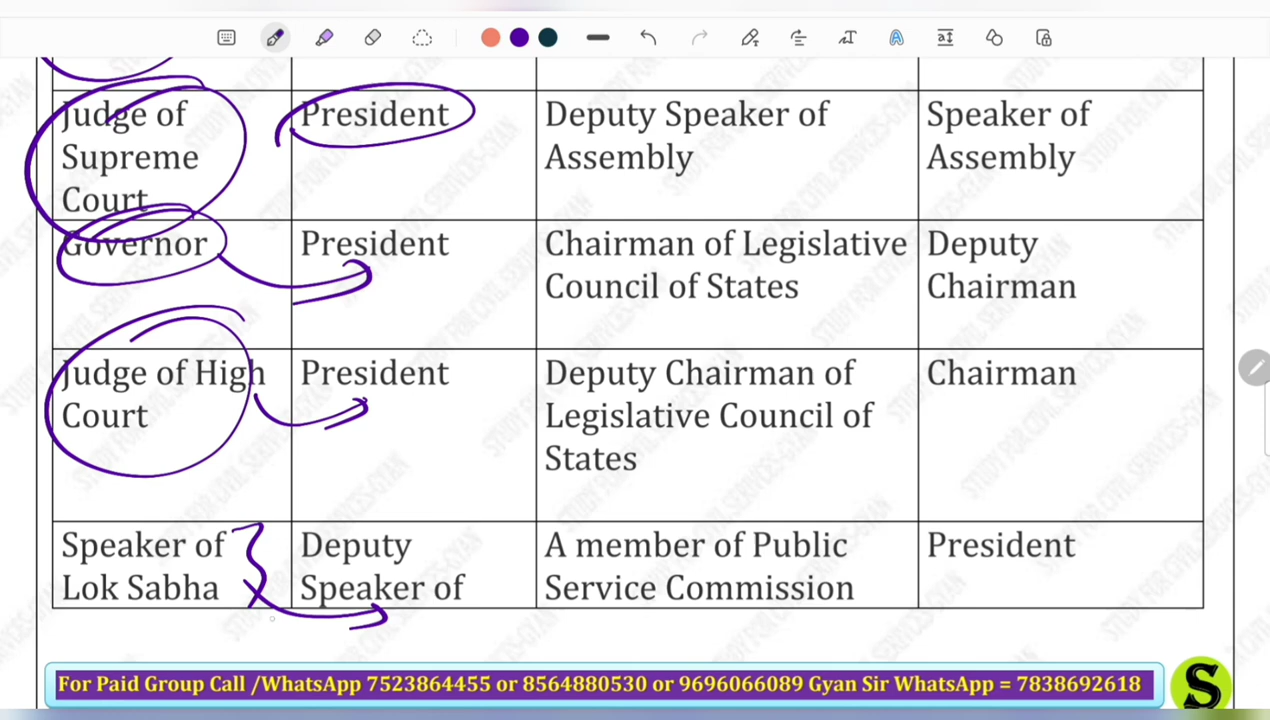 Judge of
Supreme
Court
President
Deputy Speaker of
Assembly
Speaker of
Assembly
Governor
President
Chairman of Legislative
Council of States
Deputy
Chairman
Judge of High
Court
President
Deputy Chairman of
Legislative Council of
States
Chairman
Speaker of
Lok Sabha
Deputy
Speaker of
A member of Public
Service Commission
President
For Paid Group Call /WhatsApp 7523864455 or 8564880530 or 9696066089 Gyan Sir WhatsApp = 7838692618
S